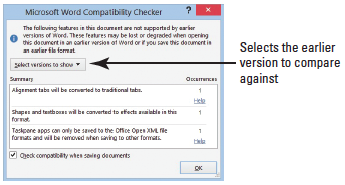 Microsoft Word Compatibility Checker
? ×
The following features in this document are not supported by earlier
versions of Word. These features may be lost or degraded when opening
this document in an earlier version of Word or if you save this document in
an earlier file format.
Select versions to show ▼
Summary Occurrences
Alignment tabs will be converted to traditional tabs. 1
Help
Shapes and textboxes will be converted to effects available in this 1
format.
Taskpane apps can only be saved to the Office Open XML file 1
formats and will be removed when saving to other formats. Help
Check compatibility when saving documents
OK
Selects the earlier
version to compare
against